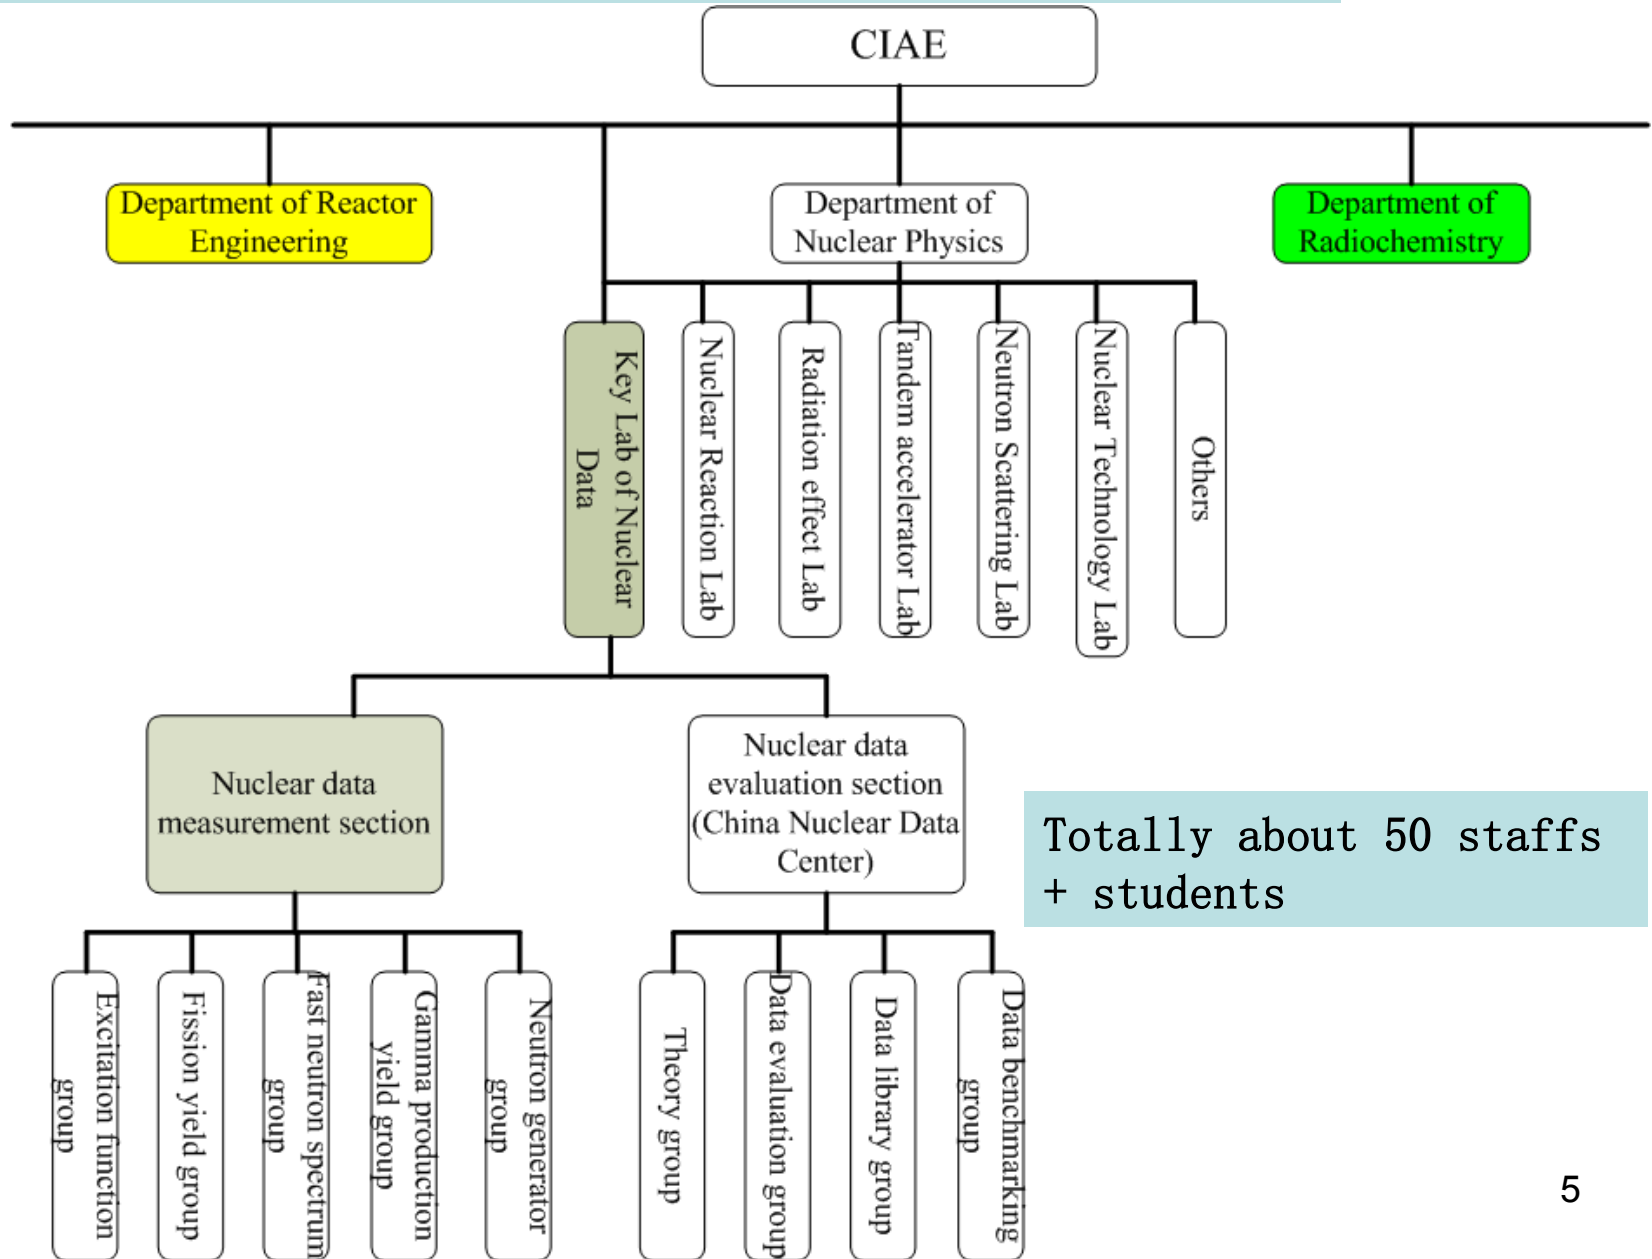 CIAE
Department of Reactor
Engineering
Department of
Nuclear Physics
Department of
Radiochemistry
Key Lab of Nuclear
Data
Nuclear Reaction Lab
Radiation effect Lab
Tandem accelerator Lab
Neutron Scattering Lab
Nuclear Technology Lab
Others
Nuclear data
measurement section
Nuclear data
evaluation section
(China Nuclear Data
Center)
Totally about 50 staffs
+ students
Excitation function
group
Fission yield group
Fast neutron spectrum
group
Gamma production
yield group
Neutron generator
group
Theory group
Data evaluation group
Data library group
Data benchmarking
group
5